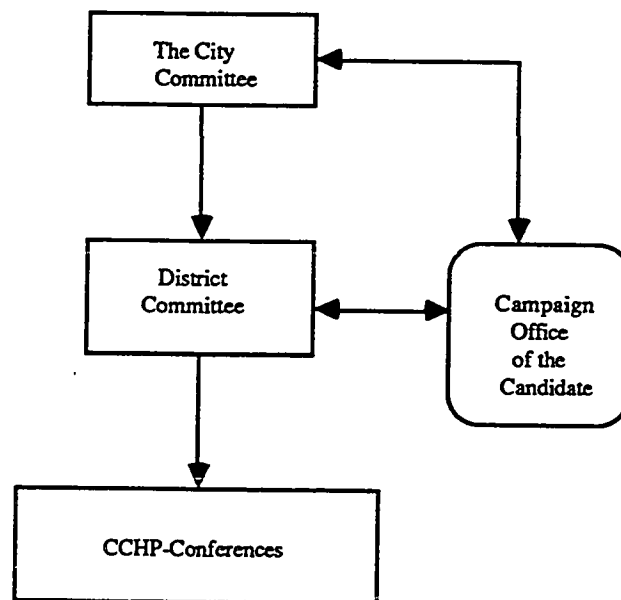 The City
Committee
District
Committee
Campaign
Office
of the
Candidate
CCHP-Conferences